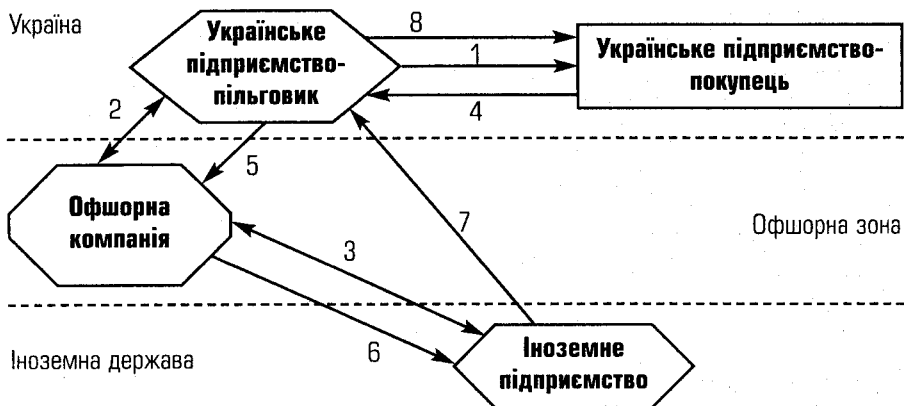 Україна
Українське
підприємство-
пільговик
8
1
4
Українське підприємство-
покупець
2
5
Офшорна
компанія
3
7
Офшорна зона
6
Іноземна держава
Іноземне
підприємство